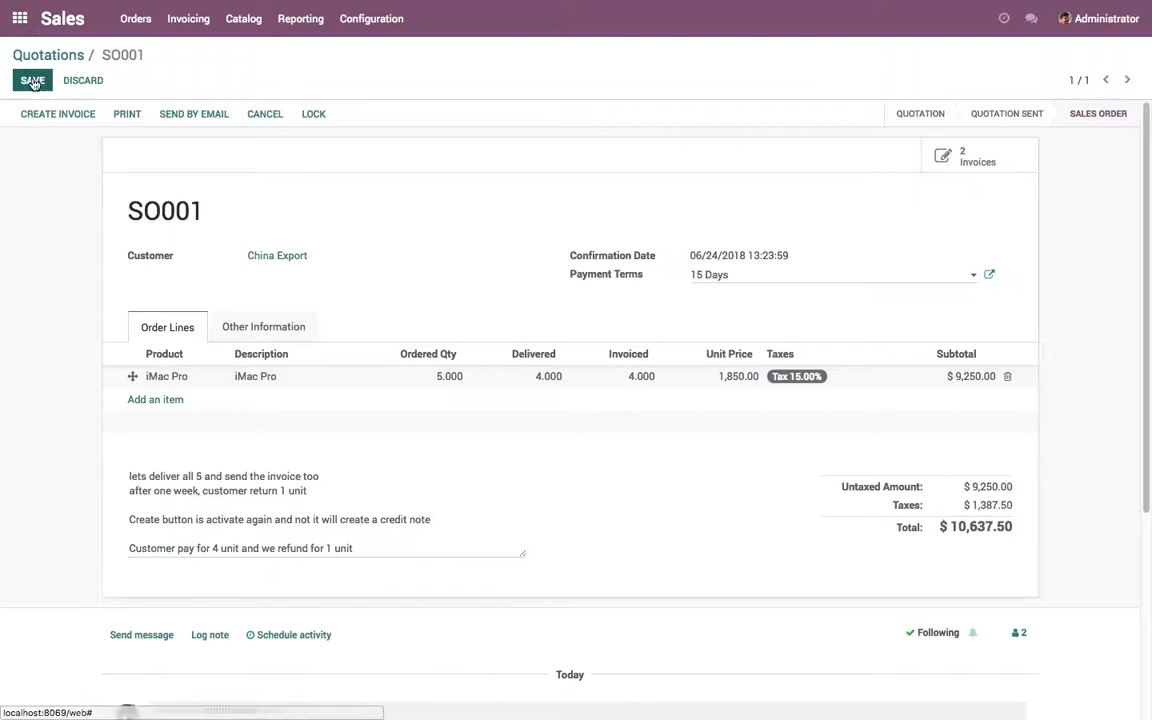 Sales Orders Invoicing Catalog Reporting Configuration Administrator
Quotations / SO001
SAVE DISCARD 1 / 1
CREATE INVOICE PRINT SEND BY EMAIL CANCEL LOCK QUOTATION QUOTATION SENT SALES ORDER
2
Invoices
SO001
Customer China Export Confirmation Date 06/24/2018 13:23:59
Payment Terms 15 Days
Order Lines Other Information
Product Description Ordered Qty Delivered Invoiced Unit Price Taxes Subtotal
iMac Pro iMac Pro 5.000 4.000 4.000 1,850.00 Tax 15.00% $ 9,250.00
Add an item
lets deliver all 5 and send the invoice too
after one week, customer return 1 unit
Create button is activate again and not it will create a credit note
Customer pay for 4 unit and we refund for 1 unit
Untaxed Amount: $ 9,250.00
Taxes: $ 1,387.50
Total: $ 10,637.50
Send message Log note Schedule activity Following 2
Today
localhost:8069/web#